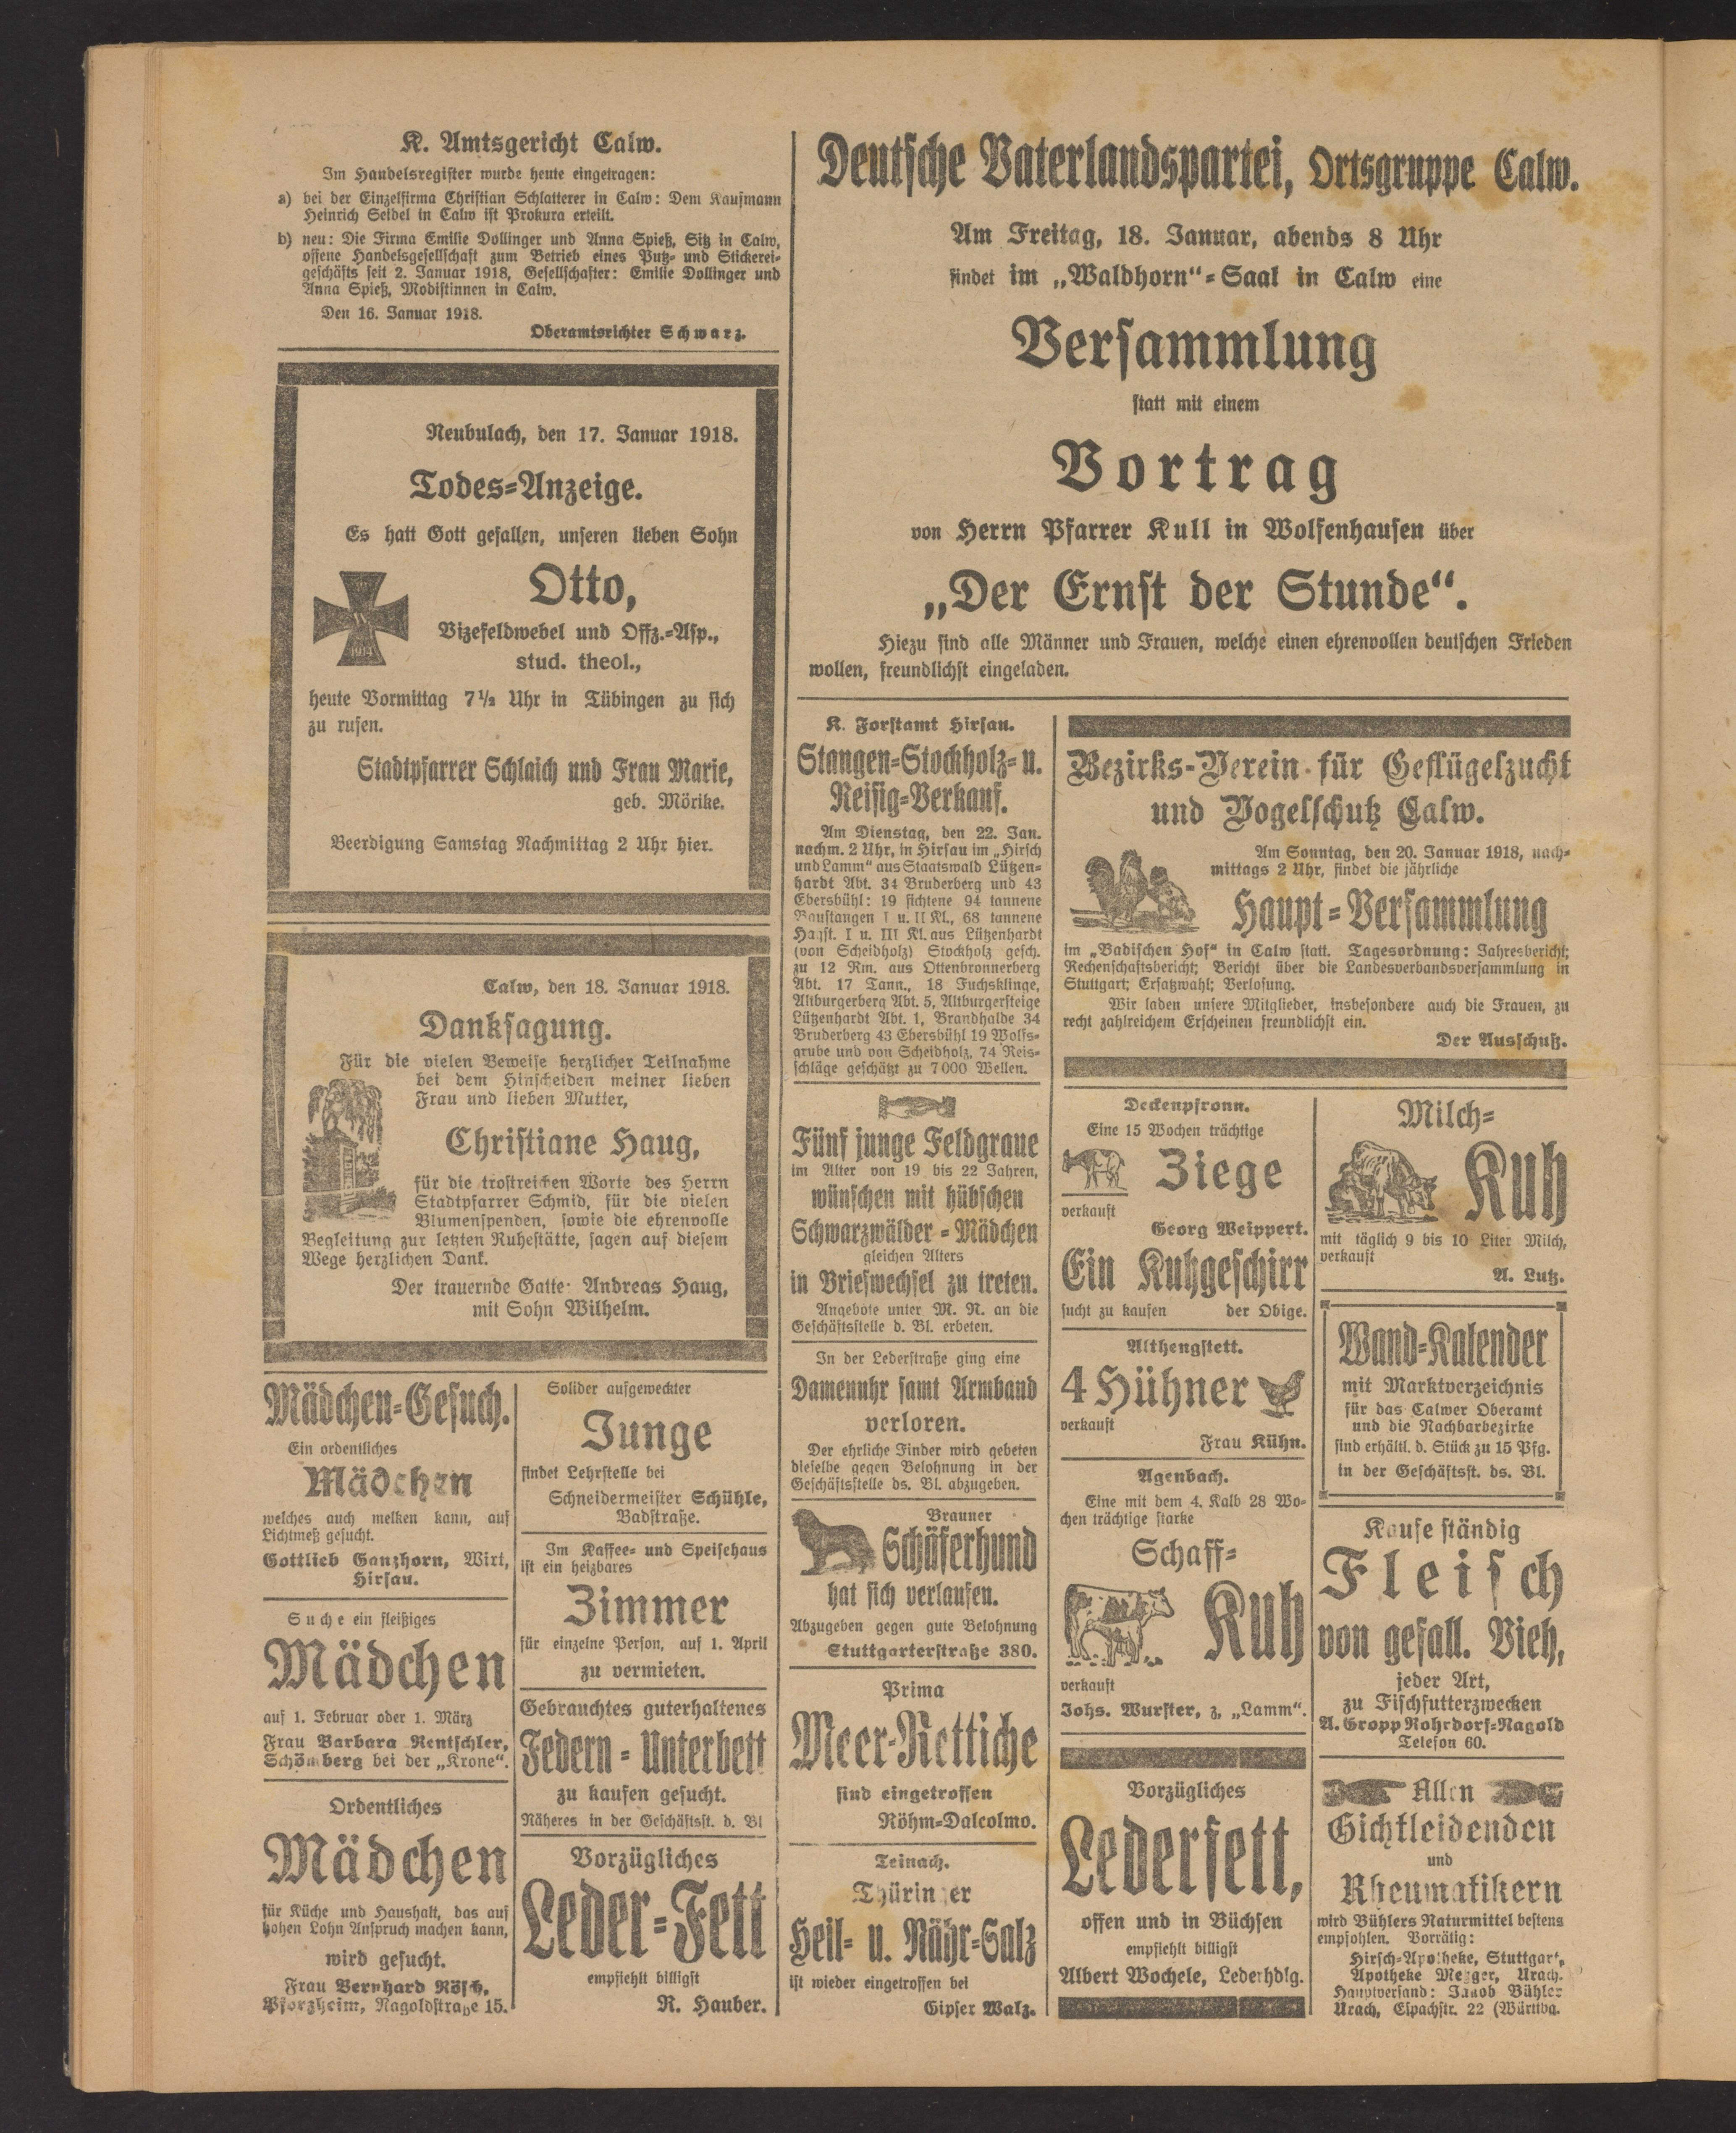 K. Amtsgericht Calw.
Im Handelsregister wurde heute eingetragen:
a) bei der Einzelfirma Christian Schlatterer in Calw: Dem Kaufmann
Heinrich Seidel in Calw ist Prokura erteilt.
b) neu: Die Firma Emilie Dollinger und Anna Spieß, Sitz in Calw,
offene Handelsgesellschaft zum Betrieb eines Putz- und Stickerei-
geschäfts seit 2. Januar 1918, Gesellschafter: Emilie Dollinger und
Anna Spieß, Modistinnen in Calw.
Den 16. Januar 1918.
Oberamtsrichter Schwarz.
Neubulach, den 17. Januar 1918.
Todes-Anzeige.
Es hatt Gott gefallen, unseren lieben Sohn
Otto,
Vizefeldwebel und Offz.-Asp.,
stud. theol.,
W
1914
heute Vormittag 7½ Uhr in Tübingen zu sich
zu rufen.
Stadtpfarrer Schlaich und Frau Marie,
geb. Mörike.
Beerdigung Samstag Nachmittag 2 Uhr hier.
Calw, den 18. Januar 1918.
Danksagung.
Für die vielen Beweise herzlicher Teilnahme
bei dem Hinscheiden meiner lieben
Frau und lieben Mutter,
Christiane Haug,
für die trostreichen Worte des Herrn
Stadtpfarrer Schmid, für die vielen
Blumenspenden, sowie die ehrenvolle
Begleitung zur letzten Ruhestätte, sagen auf diesem
Wege herzlichen Dank.
Der trauernde Gatte: Andreas Haug,
mit Sohn Wilhelm.
Mädchen-Gesuch.
Ein ordentliches
Mädchen
welches auch melken kann, auf
Lichtmeß gesucht.
Gottlieb Ganzhorn, Wirt,
Hirsau.
Suche ein fleißiges
Mädchen
auf 1. Februar oder 1. März
Frau Barbara Rentschler,
Schömberg bei der „Krone“.
Ordentliches
Mädchen
für Küche und Haushalt, das auf
hohen Lohn Anspruch machen kann,
wird gesucht.
Frau Bernhard Rösch,
Pforzheim, Nagoldstraße 15.
Solider aufgeweckter
Junge
findet Lehrstelle bei
Schneidermeister Schühle,
Badstraße.
Im Kaffee- und Speisehaus
ist ein heizbares
Zimmer
für einzelne Person, auf 1. April
zu vermieten.
Gebrauchtes guterhaltenes
Federn-Unterbett
zu kaufen gesucht.
Näheres in der Geschäftsst. d. Bl
Vorzügliches
Leder-Fett
empfiehlt billigst
R. Hauber.
Deutsche Vaterlandspartei, Ortsgruppe Calw.
Am Freitag, 18. Januar, abends 8 Uhr
findet im „Waldhorn“-Saal in Calw eine
Versammlung
statt mit einem
Vortrag
von Herrn Pfarrer Kull in Wolfenhausen über
„Der Ernst der Stunde“.
Hiezu sind alle Männer und Frauen, welche einen ehrenvollen deutschen Frieden
wollen, freundlichst eingeladen.
K. Forstamt Hirsau.
Stangen-Stockholz- u.
Reisig-Verkauf.
Am Dienstag, den 22. Jan.
nachm. 2 Uhr, in Hirsau im „Hirsch
und Lamm“ aus Staatswald Lützen-
hardt Abt. 34 Bruderberg und 43
Ebersbühl: 19 fichtene 94 tannene
Baustangen I u. II Kl., 68 tannene
Hagst. I u. III Kl. aus Lützenhardt
(von Scheidholz) Stockholz gesch.
zu 12 Rm. aus Ottenbronnerberg
Abt. 17 Tann., 18 Fuchsklinge,
Altburgerberg Abt. 5, Altburgersteige
Lützenhardt Abt. 1, Brandhalde 34
Bruderberg 43 Ebersbühl 19 Wolfs-
grube und von Scheidholz, 74 Reis-
schläge geschätzt zu 7000 Wellen.
Fünf junge Feldgraue
im Alter von 19 bis 22 Jahren,
wünschen mit hübschen
Schwarzwälder-Mädchen
gleichen Alters
in Briefwechsel zu treten.
Angebote unter M. N. an die
Geschäftsstelle d. Bl. erbeten.
In der Lederstraße ging eine
Damenuhr samt Armband
verloren.
Der ehrliche Finder wird gebeten
dieselbe gegen Belohnung in der
Geschäftsstelle ds. Bl. abzugeben.
Brauner
Schäferhund
hat sich verlaufen.
Abzugeben gegen gute Belohnung
Stuttgarterstraße 380.
Prima
Meer-Rettiche
sind eingetroffen
Röhm-Dalcolmo.
Teinach.
Thüringer
Heil- u. Nähr-Salz
ist wieder eingetroffen bei
Gipser Walz.
Bezirks-Verein für Geflügelzucht
und Vogelschutz Calw.
Am Sonntag, den 20. Januar 1918, nach-
mittags 2 Uhr, findet die jährliche
Haupt-Versammlung
im „Badischen Hof“ in Calw statt. Tagesordnung: Jahresbericht;
Rechenschaftsbericht; Bericht über die Landesverbandsversammlung in
Stuttgart; Ersatzwahl; Verlosung.
Wir laden unsere Mitglieder, insbesondere auch die Frauen, zu
recht zahlreichem Erscheinen freundlichst ein.
Der Ausschuß.
Deckenpfronn.
Eine 15 Wochen trächtige
Ziege
verkauft
Georg Weippert.
Ein Kuhgeschirr
sucht zu kaufen der Obige.
Althengstett.
4 Hühner
verkauft
Frau Kühn.
Agenbach.
Eine mit dem 4. Kalb 28 Wo-
chen trächtige starke
Schaff-
Kuh
verkauft
Johs. Wurster, z. „Lamm“.
Vorzügliches
Lederfett,
offen und in Büchsen
empfiehlt billigst
Albert Wochele, Lederhdlg.
Milch-
Kuh
mit täglich 9 bis 10 Liter Milch,
verkauft
A. Lutz.
Wand-Kalender
mit Marktverzeichnis
für das Calwer Oberamt
und die Nachbarbezirke
sind erhältl. d. Stück zu 15 Pfg.
in der Geschäftsst. ds. Bl.
Kaufe ständig
Fleisch
von gefall. Vieh,
jeder Art,
zu Fischfutterzwecken
A. Gropp Rohrdorf-Nagold
Telefon 60.
Allen
Gichtleidenden
und
Rheumatikern
wird Bühlers Naturmittel bestens
empfohlen. Vorrätig:
Hirsch-Apotheke, Stuttgart,
Apotheke Metzger, Urach.
Hauptversand: Jakob Bühler
Urach, Elpachstr. 22 (Württbg.